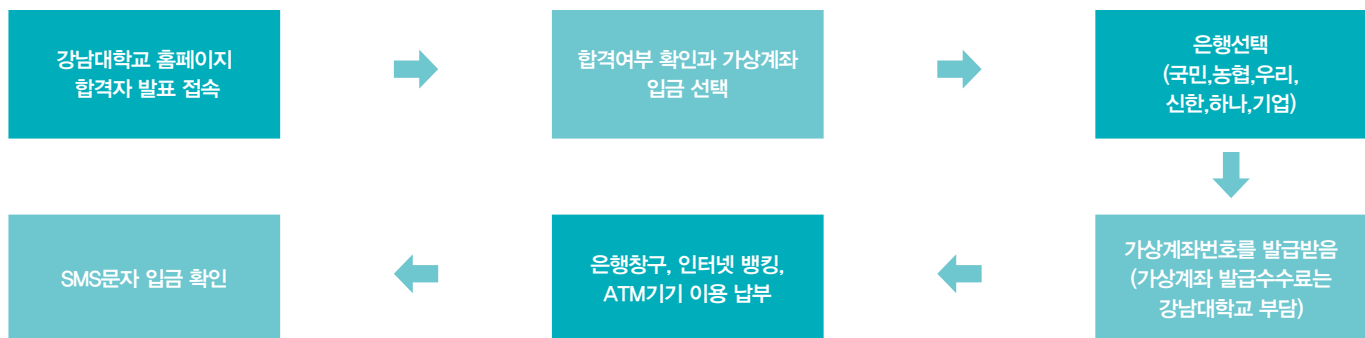 강남대학교 홈페이지
합격자 발표 접속
합격여부 확인과 가상계좌
입금 선택
은행선택
(국민,농협,우리,
신한,하나,기업)
가상계좌번호를 발급받음
(가상계좌 발급수수료는
강남대학교 부담)
은행창구, 인터넷 뱅킹,
ATM기기 이용 납부
SMS문자 입금 확인